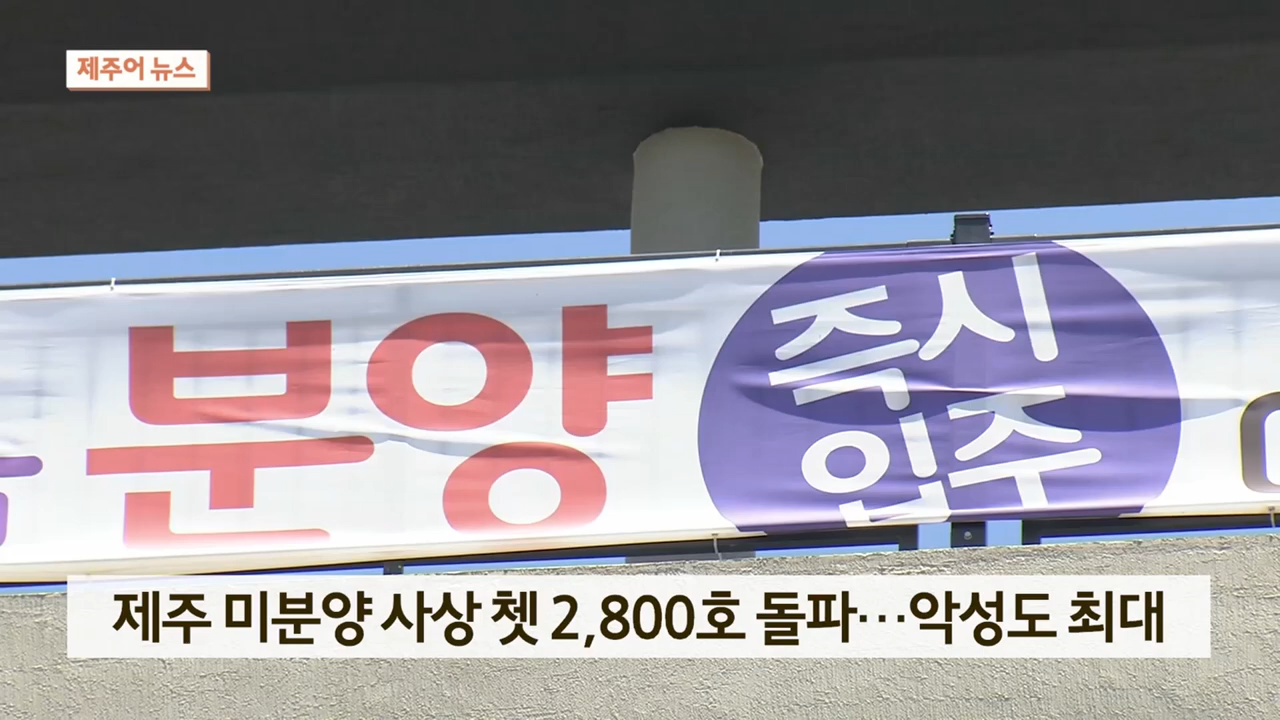 제주어 뉴스
분양
즉시
입주
제주 미분양 사상 쳇 2,800호 돌파…악성도 최대